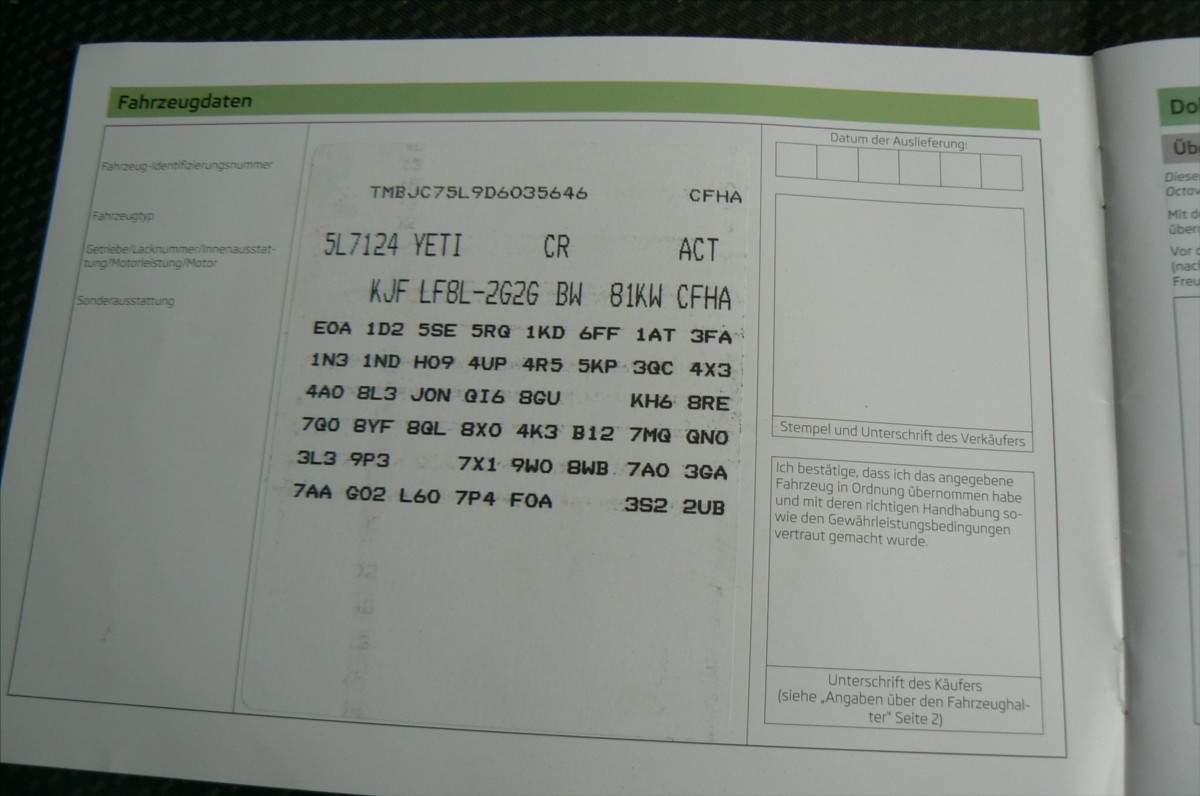 Fahrzeugdaten
Fahrzeug-Identifizierungsnummer
Fahrzeugtyp
Getriebe/Lacknummer/Innenausstat-
tung/Motorleistung/Motor
Sonderausstattung
TMBJC75L9D6035646 CFHA
5L7124 YETI CR ACT
KJF LF8L-2G2G BW 81KW CFHA
E0A 1D2 5SE 5RQ 1KD 6FF 1AT 3FA
1N3 1ND H09 4UP 4R5 5KP 3QC 4X3
4A0 8L3 J0N QI6 8GU KH6 8RE
7Q0 8YF 8QL 8X0 4K3 B12 7MQ QN0
3L3 9P3 7X1 9W0 8WB 7A0 3GA
7AA G02 L60 7P4 F0A 3S2 2UB
Datum der Auslieferung:
Stempel und Unterschrift des Verkäufers
Ich bestätige, dass ich das angegebene
Fahrzeug in Ordnung übernommen habe
und mit deren richtigen Handhabung so-
wie den Gewährleistungsbedingungen
vertraut gemacht wurde.
Unterschrift des Käufers
(siehe „Angaben über den Fahrzeughal-
ter" Seite 2)
Mit
Vor